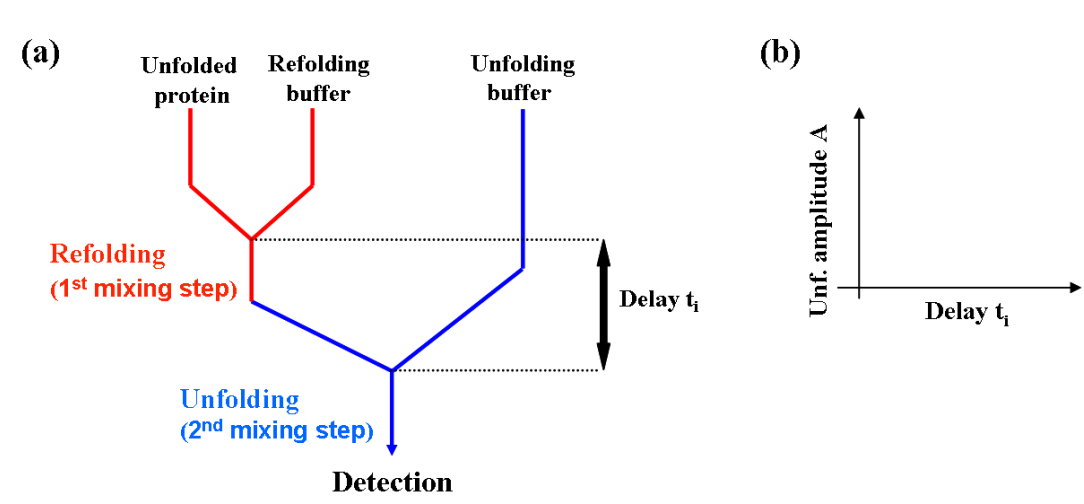 (a)
Unfolded
protein
Refolding
buffer
Unfolding
buffer
Refolding
(1st mixing step)
Delay ti
Unfolding
(2nd mixing step)
Detection
(b)
Unf. amplitude A
Delay ti